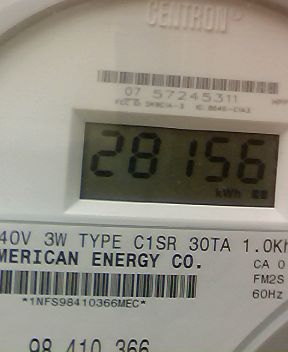 CENTRON
07 57245311
28156
kWh
40V 3W TYPE C1SR 30TA 1.0Kh
MERICAN ENERGY CO.
CA 0
FM2S
60Hz
*1NFS98410366MEC*
98 410 366